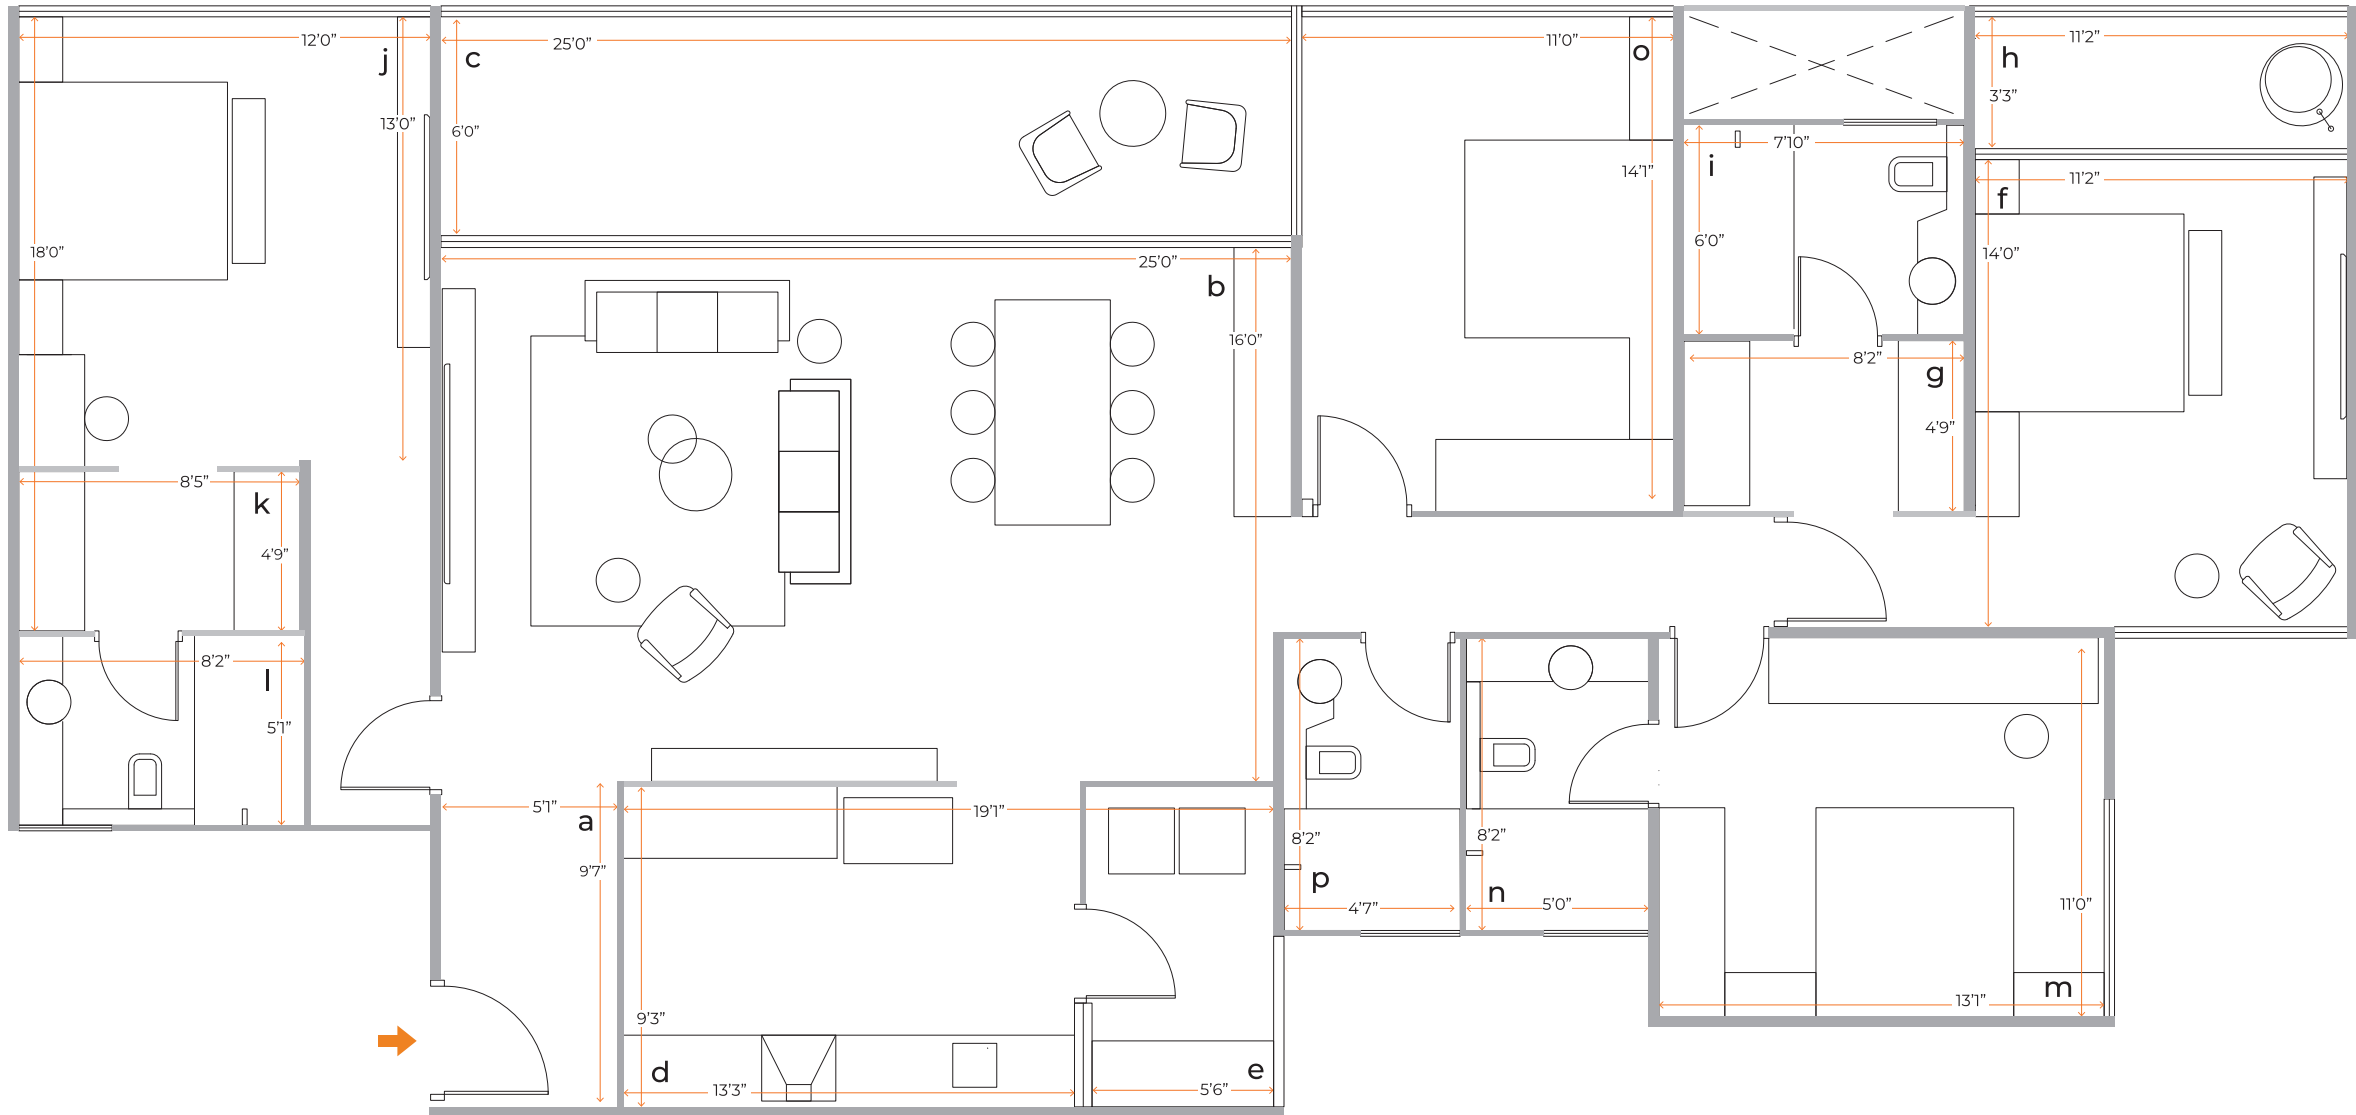 12’0”
j
25’0”
c
11’0”
o
11’2”
h
13’0”
6’0”
3’3”
14’1”
7’10”
i
11’2”
f
18’0”
25’0”
b
6’0”
14’0”
16’0”
8’2”
g
4’9”
8’5”
k
4’9”
8’2”
l
5’1”
5’1”
a
19’1”
9’7”
8’2”
p
4’7”
8’2”
n
5’0”
11’0”
m
13’1”
9’3”
d
13’3”
e
5’6”